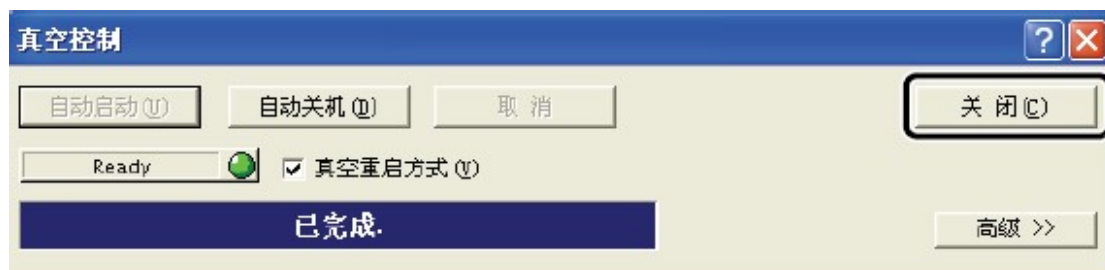 真空控制
自动启动(U) 自动关机(D) 取 消 关 闭(C)
Ready 真空重启方式(V)
已完成.
高级 >>